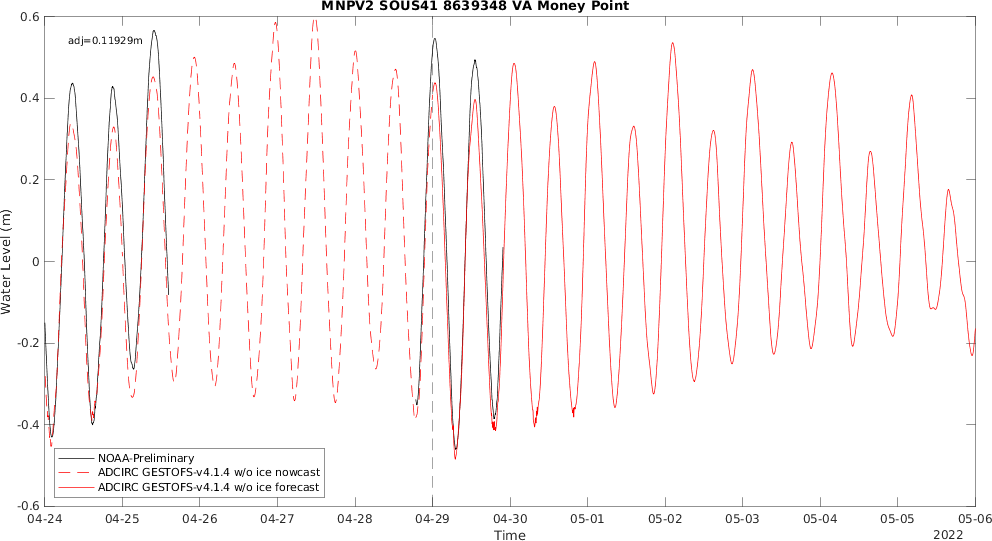 MNPV2 SOUS41 8639348 VA Money Point
adj=0.11929m
0.6
0.4
0.2
0
-0.2
-0.4
-0.6
Water Level (m)
NOAA-Preliminary
ADCIRC GESTOFS-v4.1.4 w/o ice nowcast
ADCIRC GESTOFS-v4.1.4 w/o ice forecast
04-24 04-25 04-26 04-27 04-28 04-29 04-30 05-01 05-02 05-03 05-04 05-05 05-06
Time
2022